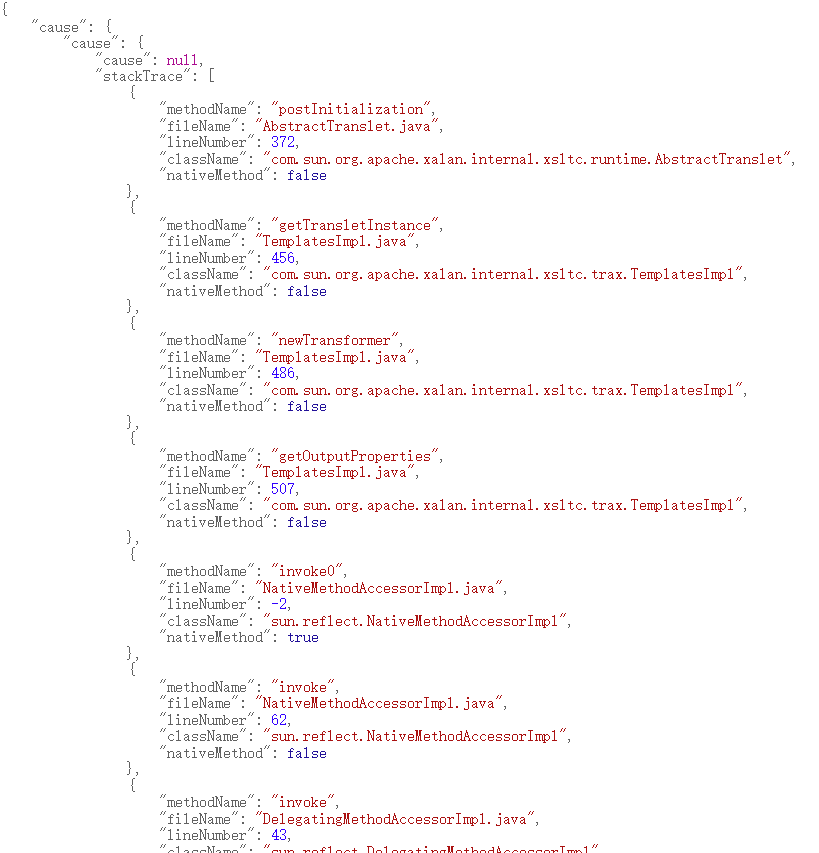 {
"cause": {
"cause": {
"cause": null,
"stackTrace": [
{
"methodName": "postInitialization",
"fileName": "AbstractTranslet.java",
"lineNumber": 372,
"className": "com.sun.org.apache.xalan.internal.xsltc.runtime.AbstractTranslet",
"nativeMethod": false
},
{
"methodName": "getTransletInstance",
"fileName": "TemplatesImpl.java",
"lineNumber": 456,
"className": "com.sun.org.apache.xalan.internal.xsltc.trax.TemplatesImpl",
"nativeMethod": false
},
{
"methodName": "newTransformer",
"fileName": "TemplatesImpl.java",
"lineNumber": 486,
"className": "com.sun.org.apache.xalan.internal.xsltc.trax.TemplatesImpl",
"nativeMethod": false
},
{
"methodName": "getOutputProperties",
"fileName": "TemplatesImpl.java",
"lineNumber": 507,
"className": "com.sun.org.apache.xalan.internal.xsltc.trax.TemplatesImpl",
"nativeMethod": false
},
{
"methodName": "invoke0",
"fileName": "NativeMethodAccessorImpl.java",
"lineNumber": -2,
"className": "sun.reflect.NativeMethodAccessorImpl",
"nativeMethod": true
},
{
"methodName": "invoke",
"fileName": "NativeMethodAccessorImpl.java",
"lineNumber": 62,
"className": "sun.reflect.NativeMethodAccessorImpl",
"nativeMethod": false
},
{
"methodName": "invoke",
"fileName": "DelegatingMethodAccessorImpl.java",
"lineNumber": 43,
"className": "sun.reflect.DelegatingMethodAccessorImpl"